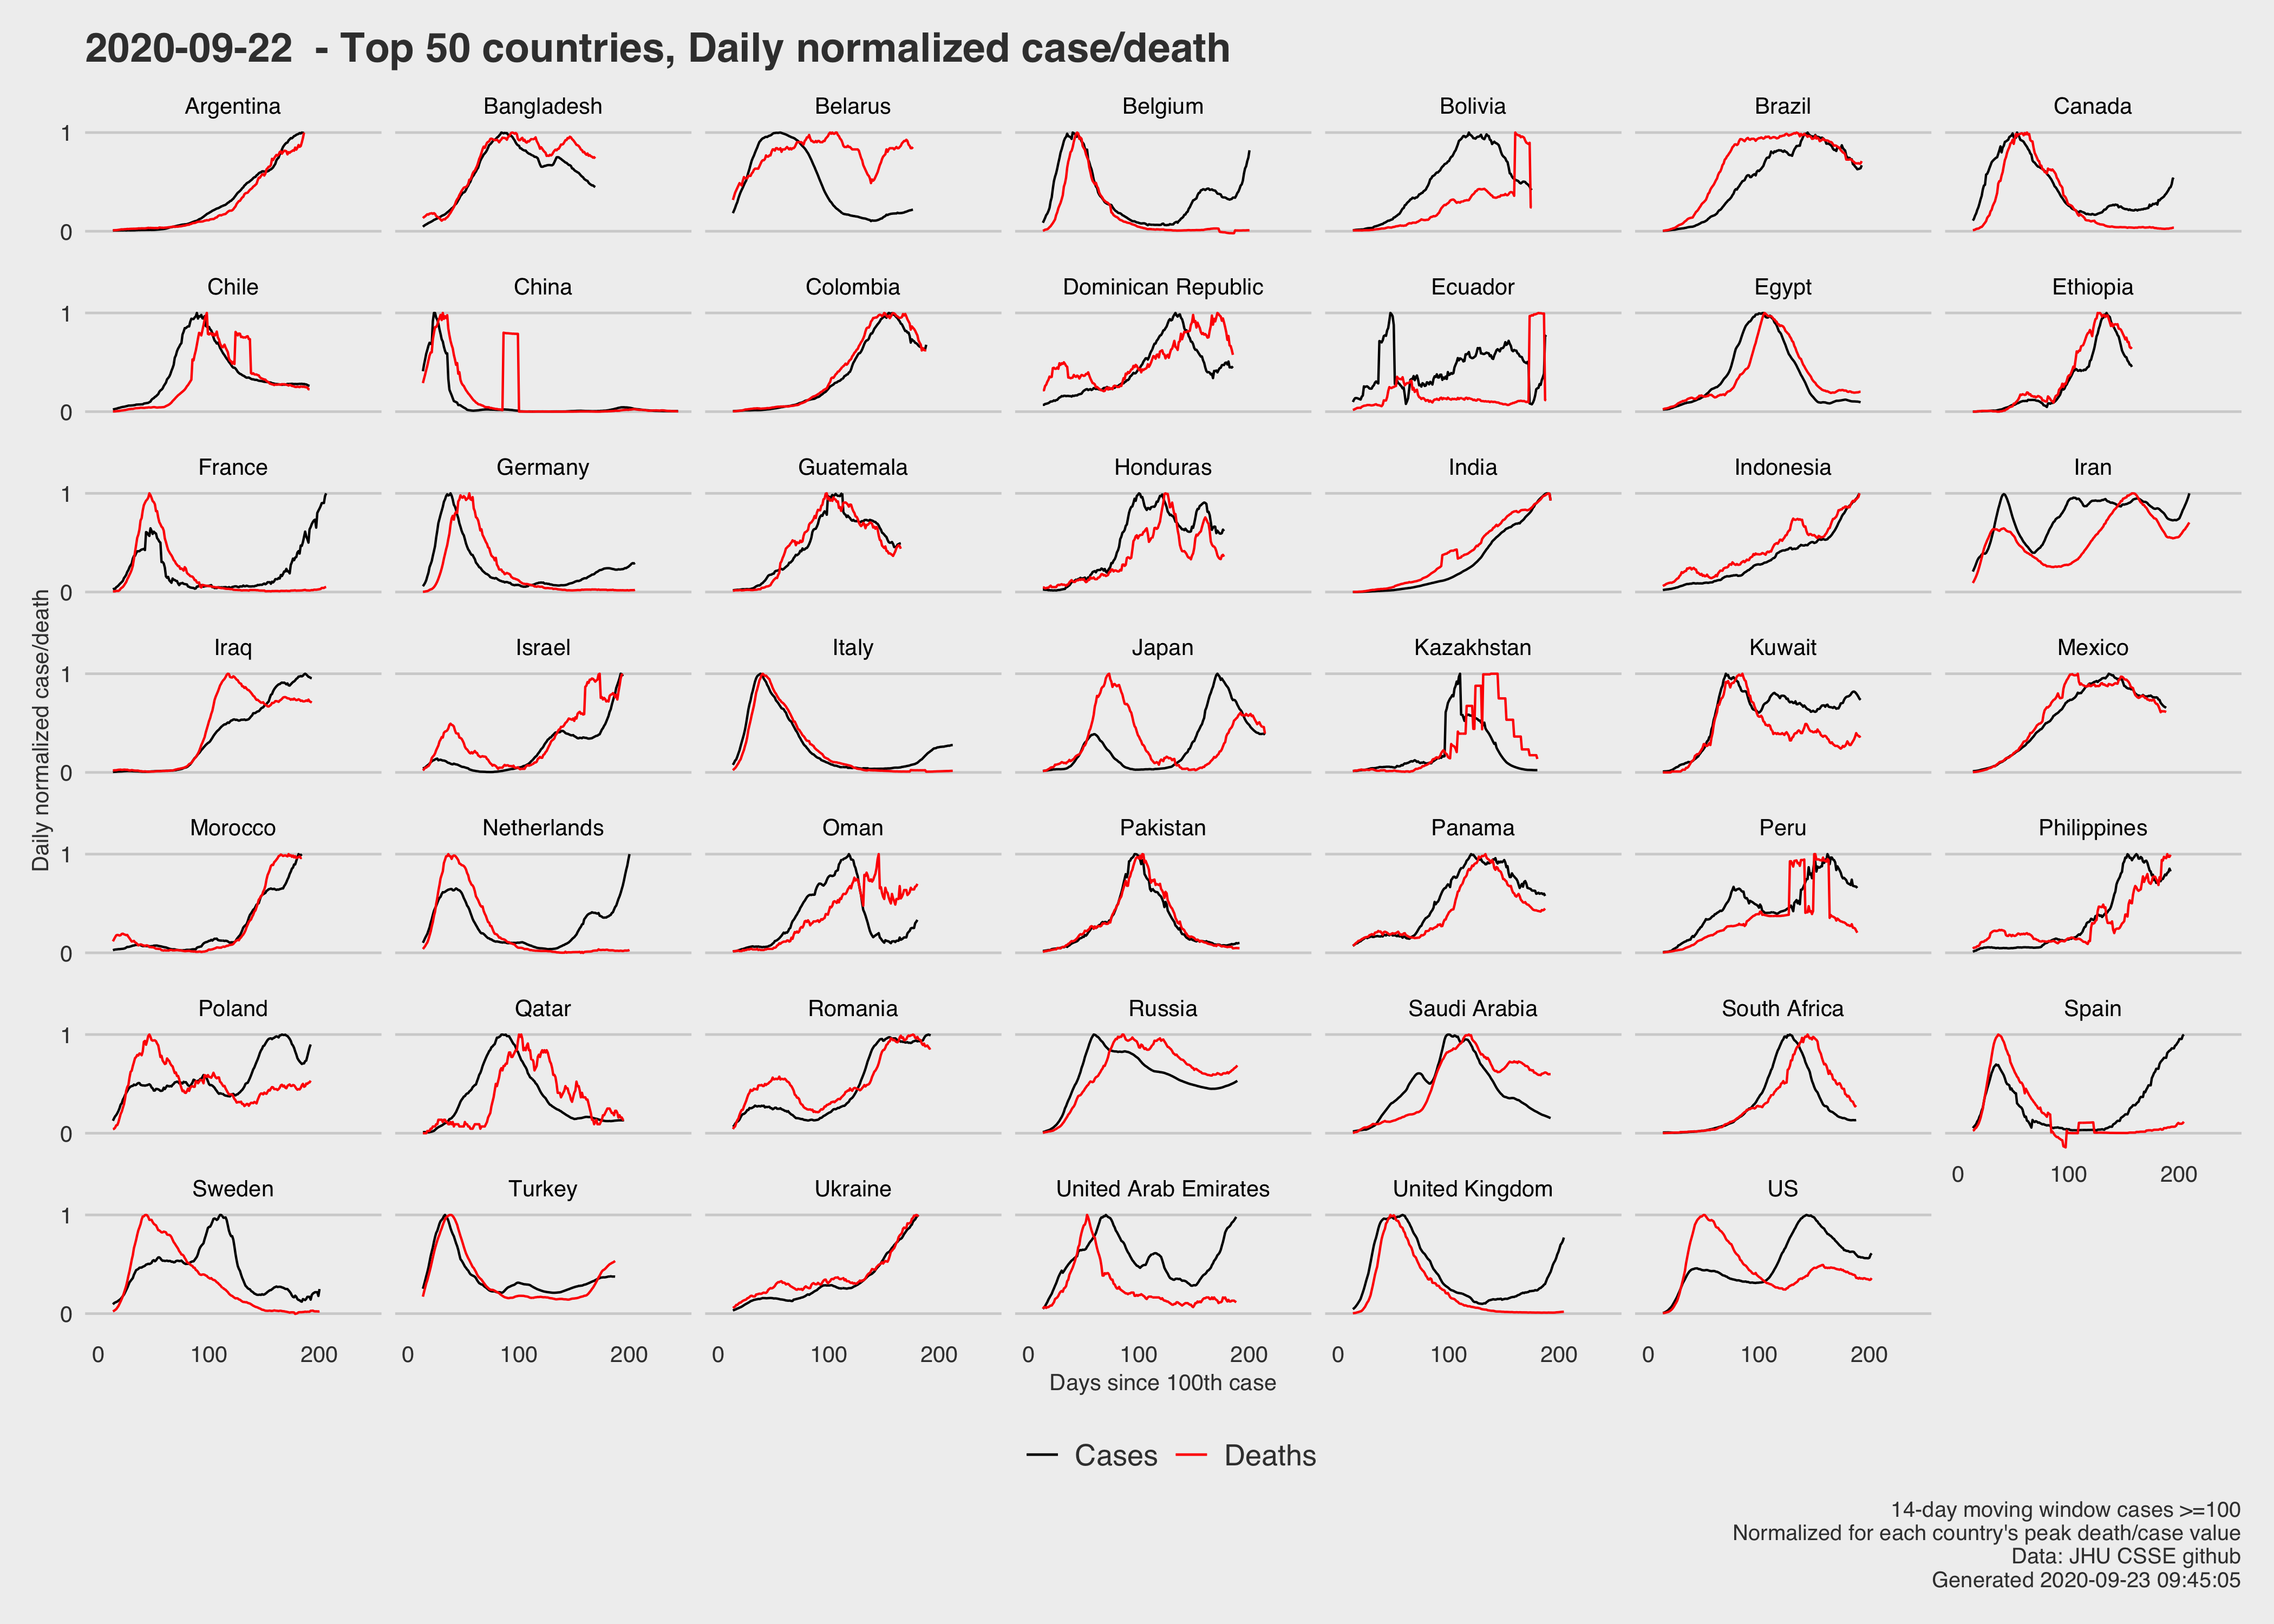 2020-09-22  - Top 50 countries, Daily normalized case/death
Argentina Bangladesh Belarus Belgium Bolivia Brazil Canada
1
0
Chile China Colombia Dominican Republic Ecuador Egypt Ethiopia
1
0
France Germany Guatemala Honduras India Indonesia Iran
1
0
Daily normalized case/death
Iraq Israel Italy Japan Kazakhstan Kuwait Mexico
1
0
Morocco Netherlands Oman Pakistan Panama Peru Philippines
1
0
Poland Qatar Romania Russia Saudi Arabia South Africa Spain
1
0
0 100 200
Sweden Turkey Ukraine United Arab Emirates United Kingdom US
1
0
0 100 200 0 100 200 0 100 200 0 100 200 0 100 200 0 100 200
Days since 100th case
Cases Deaths
14-day moving window cases >=100
Normalized for each country's peak death/case value
Data: JHU CSSE github
Generated 2020-09-23 09:45:05